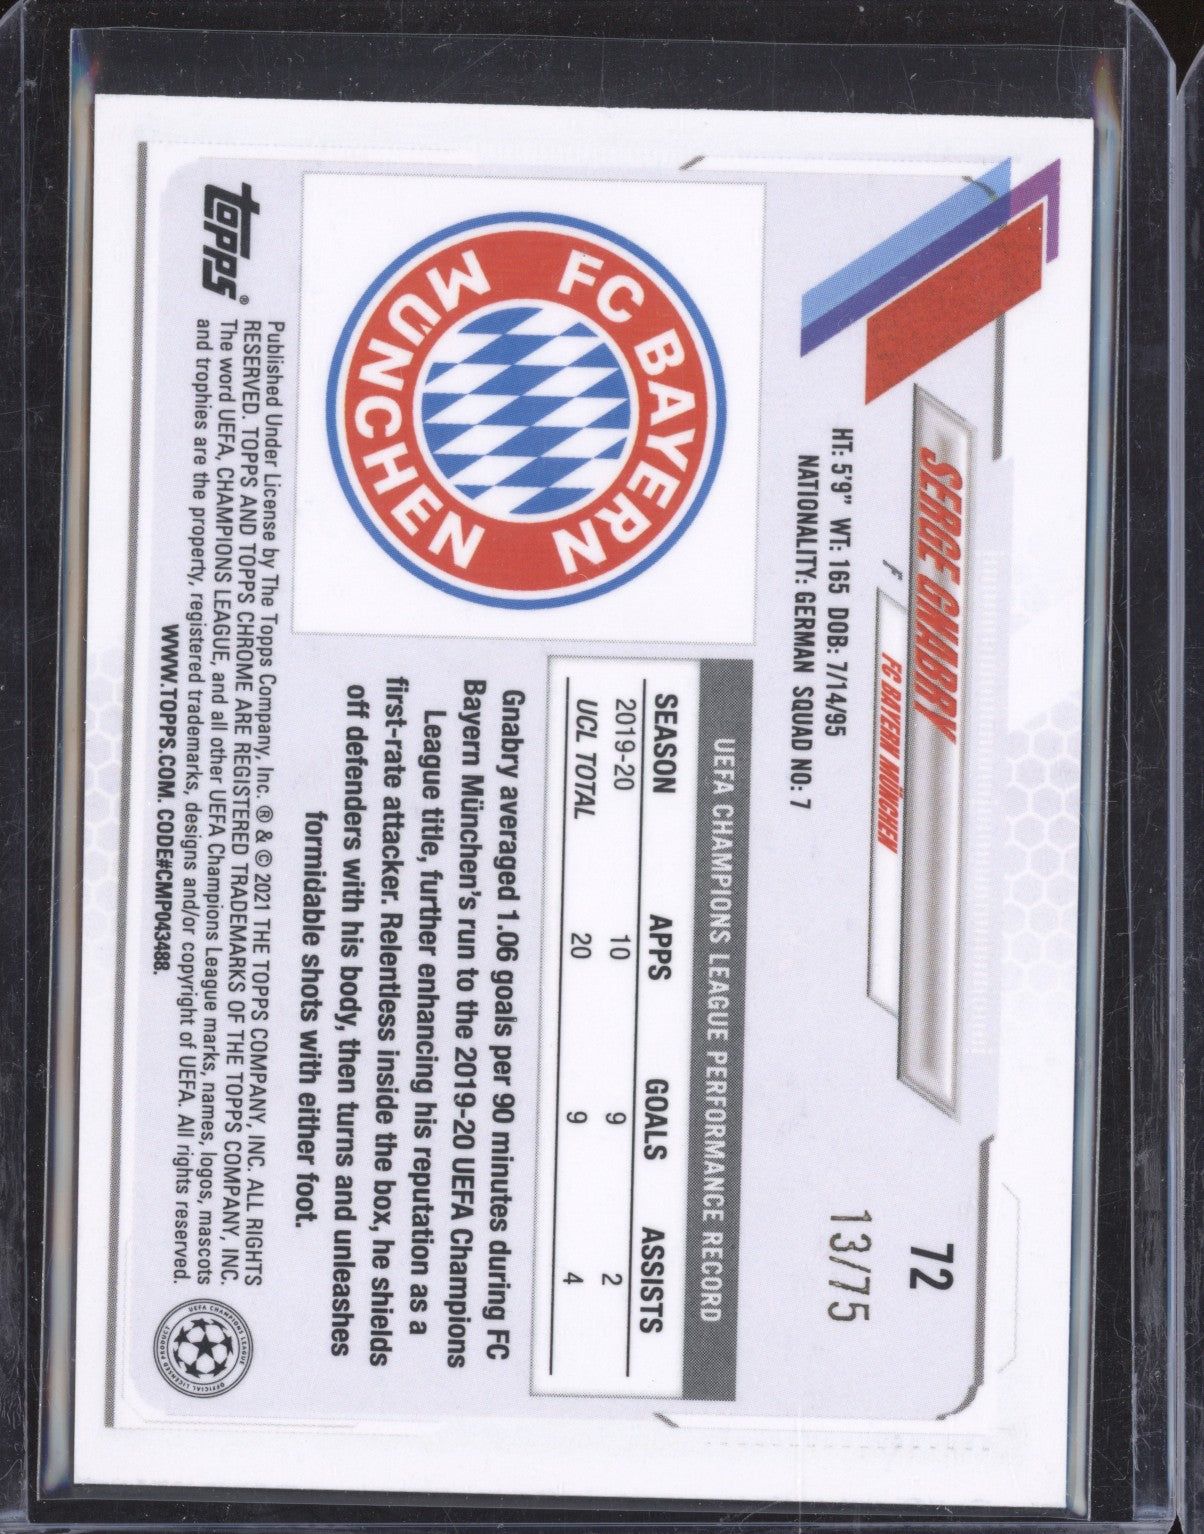 72
13/75
SERGE GNABRY
F
FC BAYERN MÜNCHEN
HT: 5'9" WT: 165 DOB: 7/14/95
NATIONALITY: GERMAN SQUAD NO: 7
FC BAYERN
MÜNCHEN
UEFA CHAMPIONS LEAGUE PERFORMANCE RECORD
SEASON APPS GOALS ASSISTS
2019-20 10 9 2
UCL TOTAL 20 9 4
Gnabry averaged 1.06 goals per 90 minutes during FC
Bayern München's run to the 2019-20 UEFA Champions
League title, further enhancing his reputation as a
first-rate attacker. Relentless inside the box, he shields
off defenders with his body, then turns and unleashes
formidable shots with either foot.
topps®
Published Under License by The Topps Company, Inc. ® & © 2021 THE TOPPS COMPANY, INC. ALL RIGHTS
RESERVED. TOPPS AND TOPPS CHROME ARE REGISTERED TRADEMARKS OF THE TOPPS COMPANY, INC.
The word UEFA, CHAMPIONS LEAGUE, and all other UEFA Champions League marks, names, logos, mascots
and trophies are the property, registered trademarks, designs and/or copyright of UEFA. All rights reserved.
WWW.TOPPS.COM. CODE#CMP043488.
UEFA CHAMPIONS LEAGUE
OFFICIAL LICENSED PRODUCT